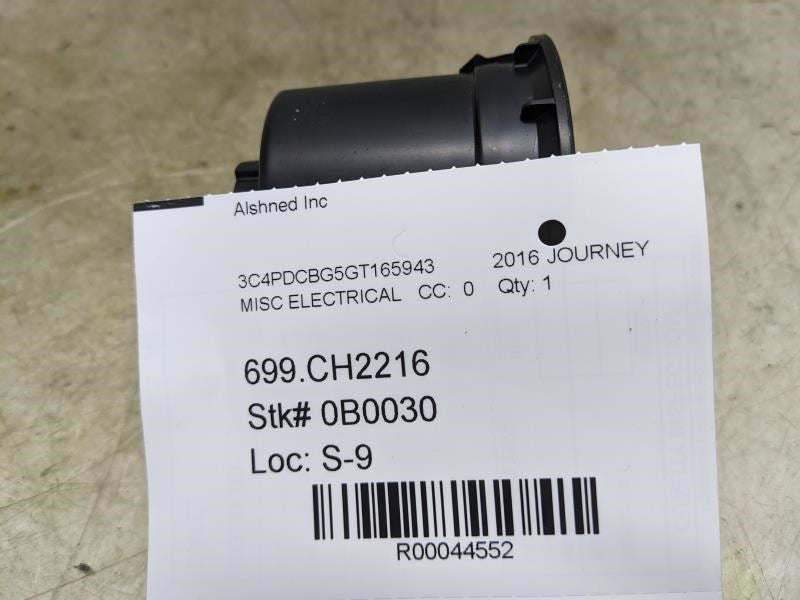 Alshned Inc
3C4PDCBG5GT165943 2016 JOURNEY
MISC ELECTRICAL CC: 0 Qty: 1
699.CH2216
Stk# 0B0030
Loc: S-9
R00044552